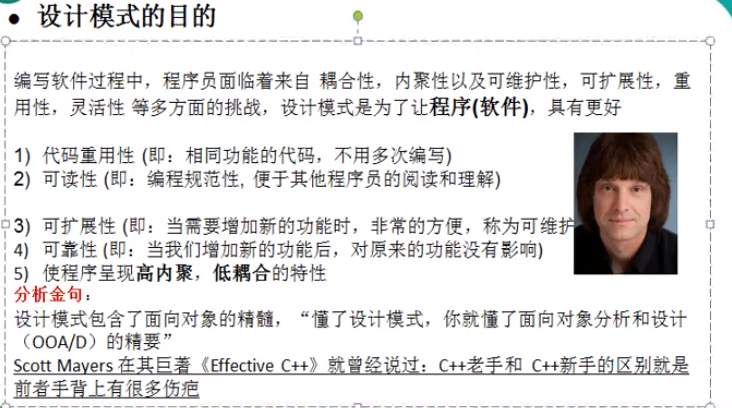 ● 设计模式的目的
编写软件过程中，程序员面临着来自 耦合性，内聚性以及可维护性，可扩展性，重
用性，灵活性 等多方面的挑战，设计模式是为了让程序(软件)，具有更好
1) 代码重用性 (即：相同功能的代码，不用多次编写)
2) 可读性 (即：编程规范性, 便于其他程序员的阅读和理解)
3) 可扩展性 (即：当需要增加新的功能时，非常的方便，称为可维护
4) 可靠性 (即：当我们增加新的功能后，对原来的功能没有影响)
5) 使程序呈现高内聚，低耦合的特性
分析金句：
设计模式包含了面向对象的精髓，“懂了设计模式，你就懂了面向对象分析和设计
（OOA/D）的精要”
Scott Mayers 在其巨著《Effective C++》就曾经说过：C++老手和 C++新手的区别就是
前者手背上有很多伤疤